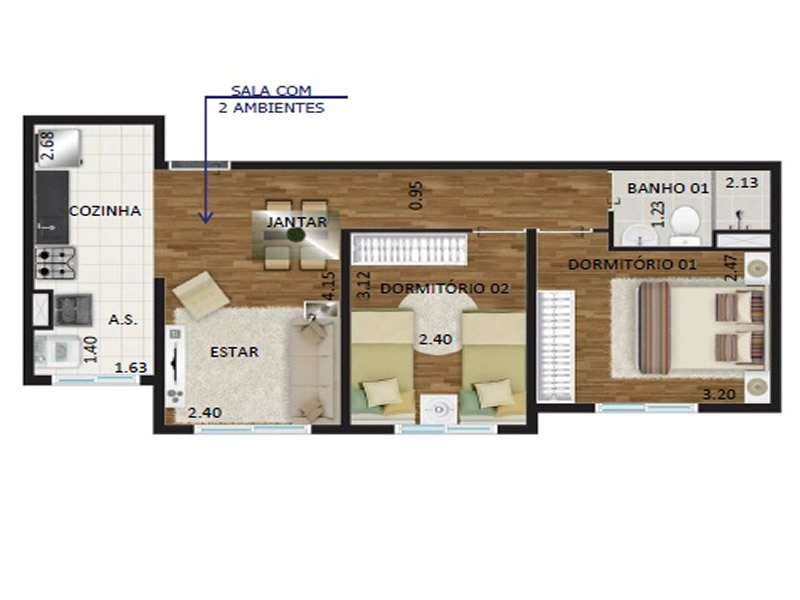 SALA COM
2 AMBIENTES
2.68
COZINHA
JANTAR
0.95
BANHO 01
2.13
1.23
DORMITÓRIO 01
2.47
4.15
3.12
DORMITÓRIO 02
A.S.
1.40
1.63
ESTAR
2.40
2.40
3.20